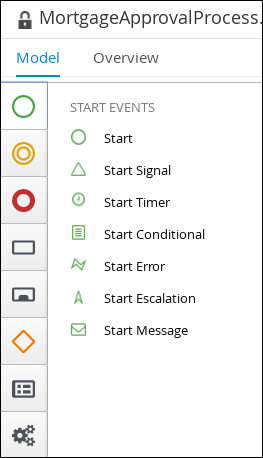 MortgageApprovalProcess.
Model Overview
START EVENTS
Start
Start Signal
Start Timer
Start Conditional
Start Error
Start Escalation
Start Message